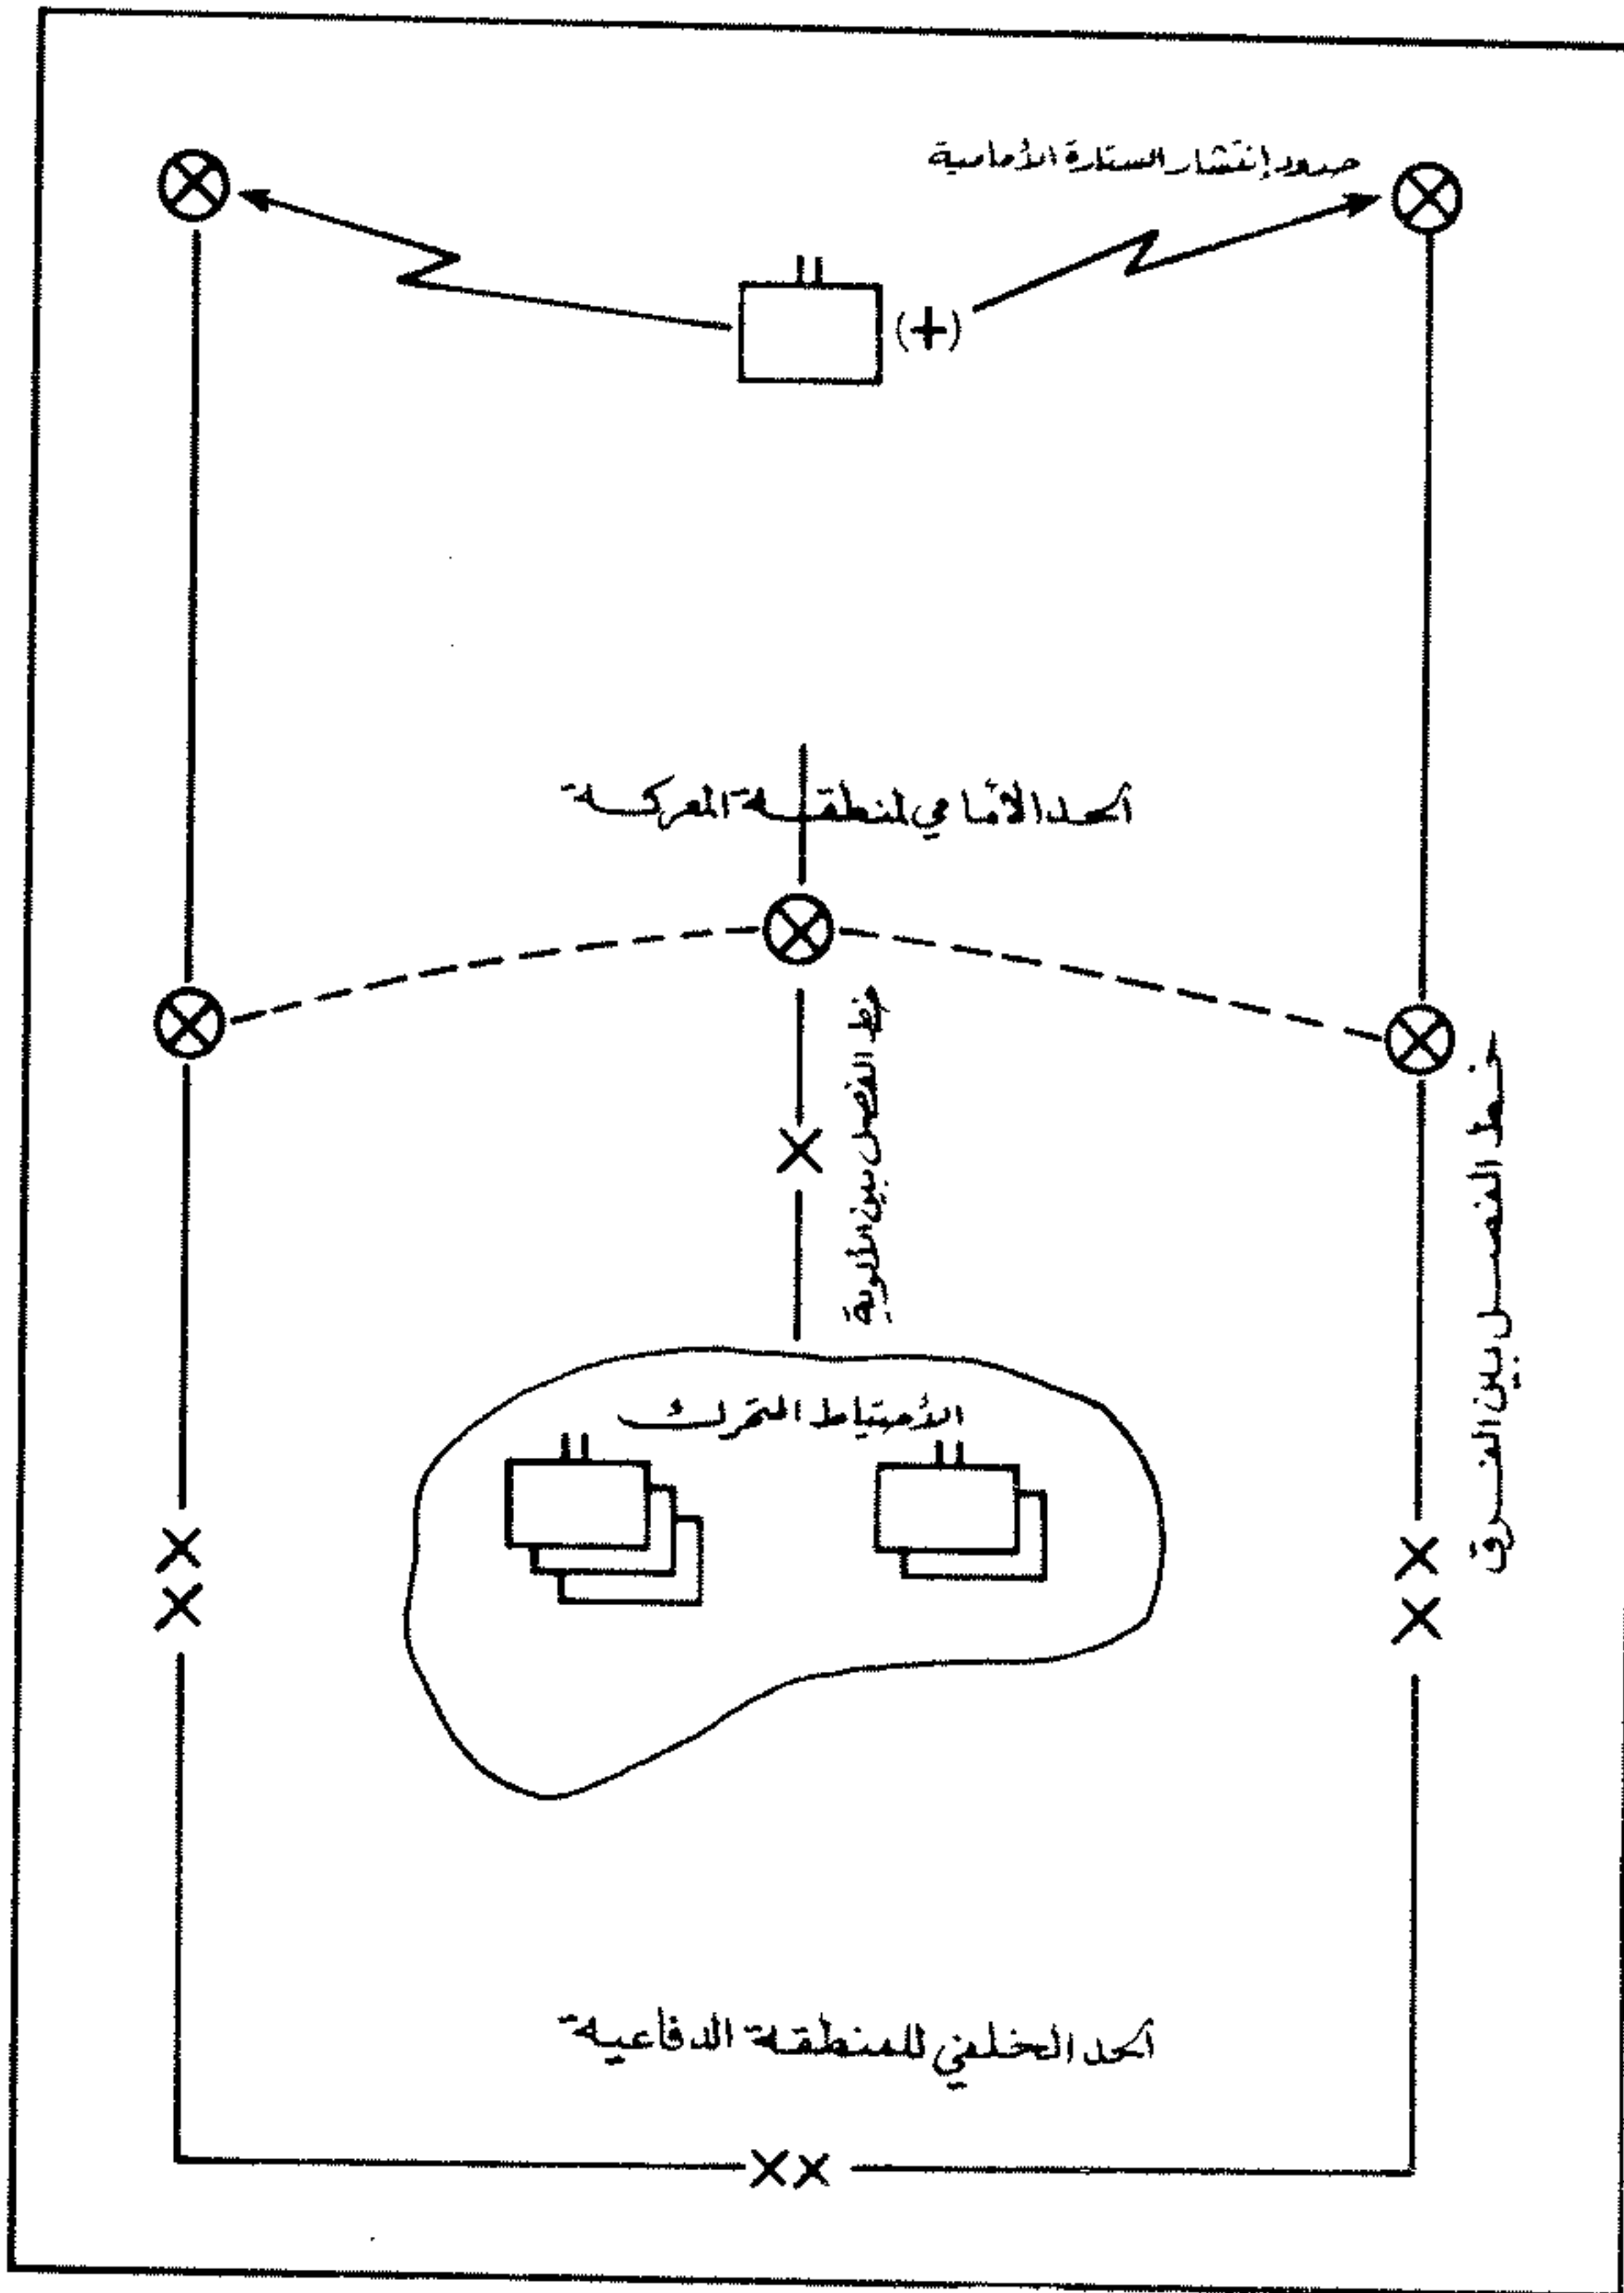 حدود إنتشار الستارة الأمامية
(+)
الحد الأمامي لمنطقة المعركة
خط الفصل بين الألوية
خط الفصل بين الفرق
الأحتياط المتحرك
الحد الخلفي للمنطقة الدفاعية